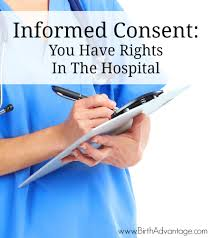 Informed Consent:
You Have Rights
In The Hospital
www.BirthAdvantage.com